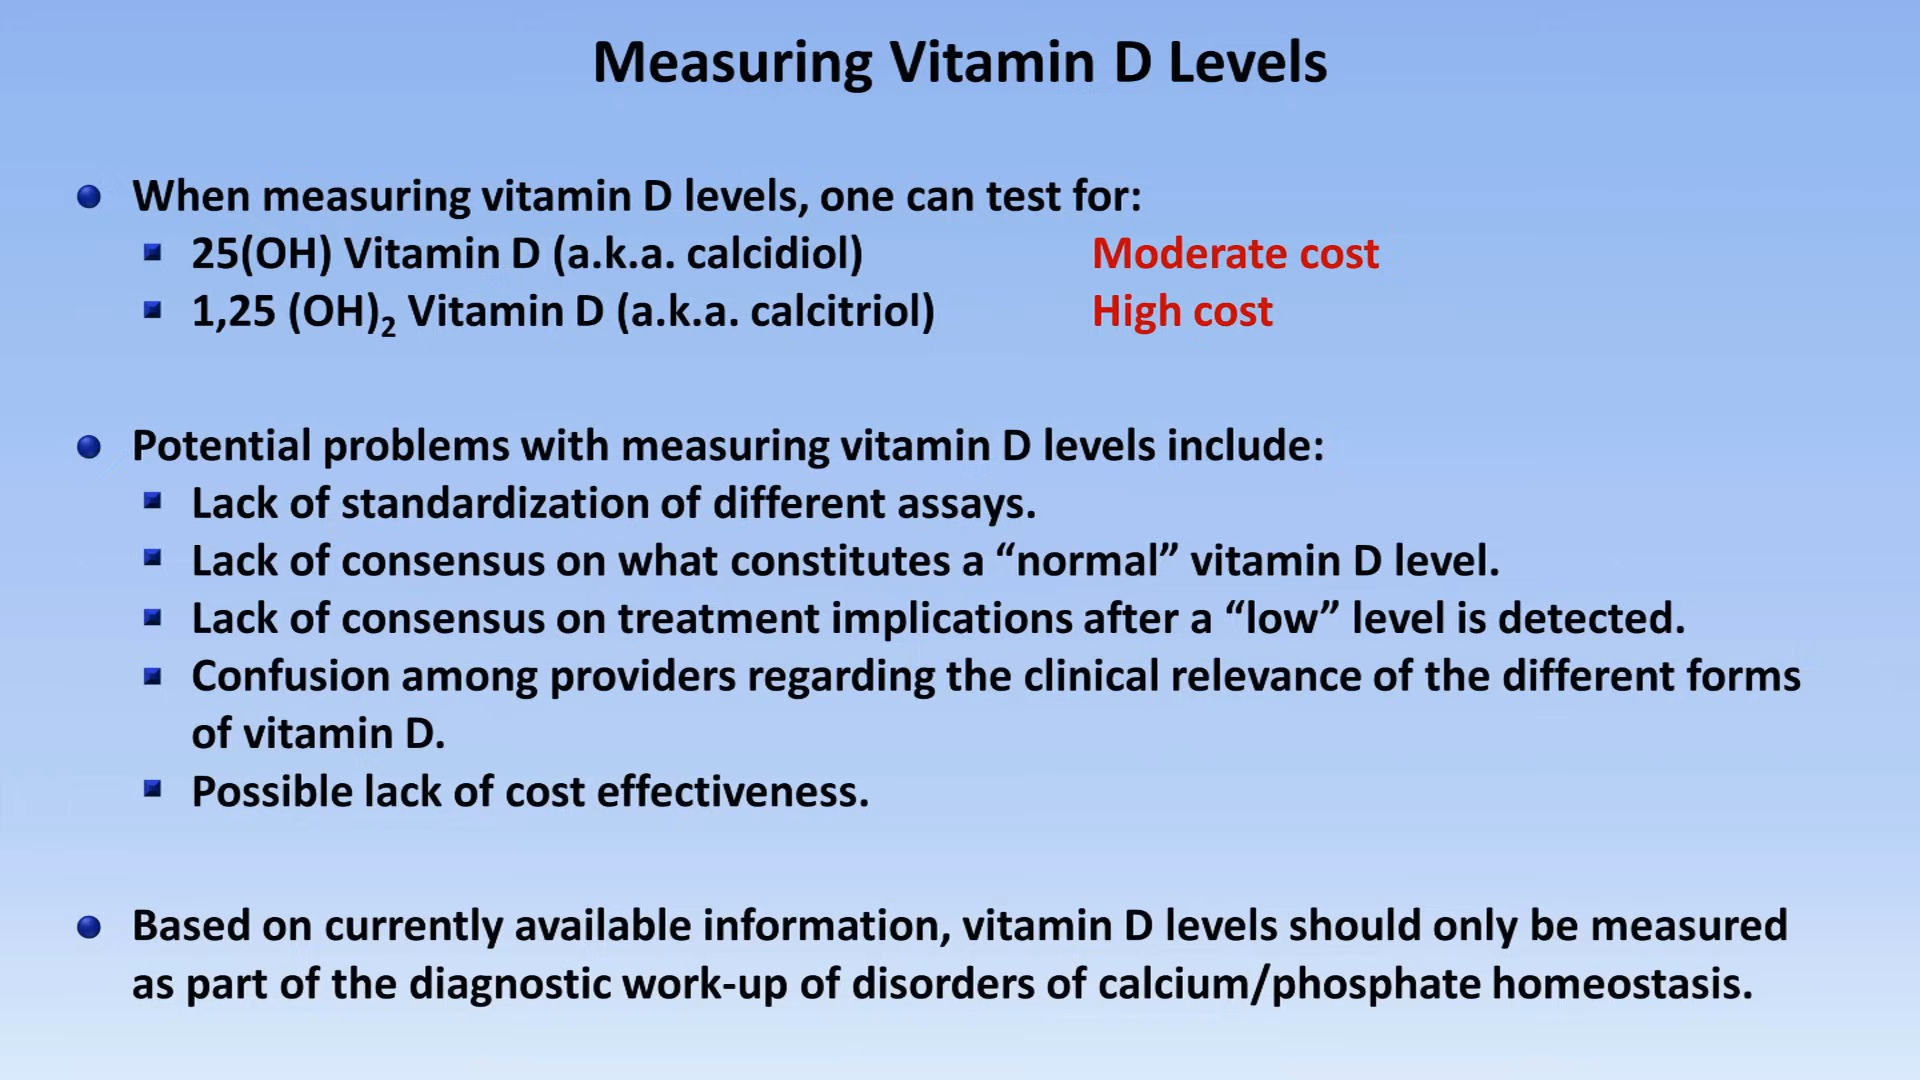 Measuring Vitamin D Levels
When measuring vitamin D levels, one can test for:
25(OH) Vitamin D (a.k.a. calcidiol) Moderate cost
1,25 (OH)₂ Vitamin D (a.k.a. calcitriol) High cost
Potential problems with measuring vitamin D levels include:
Lack of standardization of different assays.
Lack of consensus on what constitutes a “normal” vitamin D level.
Lack of consensus on treatment implications after a “low” level is detected.
Confusion among providers regarding the clinical relevance of the different forms
of vitamin D.
Possible lack of cost effectiveness.
Based on currently available information, vitamin D levels should only be measured
as part of the diagnostic work-up of disorders of calcium/phosphate homeostasis.